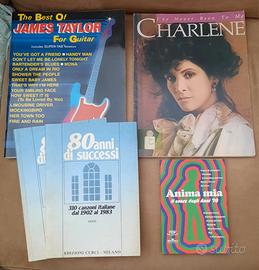 The Best Of
JAMES TAYLOR
For Guitar
Includes SUPER-TAB Notation
YOU'VE GOT A FRIEND
HANDY MAN
DON'T LET ME BE LONELY TONIGHT
BARTENDER'S BLUES
MONA
ONLY A DREAM IN RIO
SHOWER THE PEOPLE
SWEET BABY JAMES
THAT'S WHY I'M HERE
YOUR SMILING FACE
HOW SWEET IT IS
(To Be Loved By You)
LIMOUSINE DRIVER
MOCKINGBIRD
HER TOWN TOO
FIRE AND RAIN
I've Never Been To Me
CHARLENE
80 anni
di successi
310 canzoni italiane
dal 1902 al 1983
EDIZIONI CURCI - MILANO
Anima mia
il sesso degli Anni '70
subito